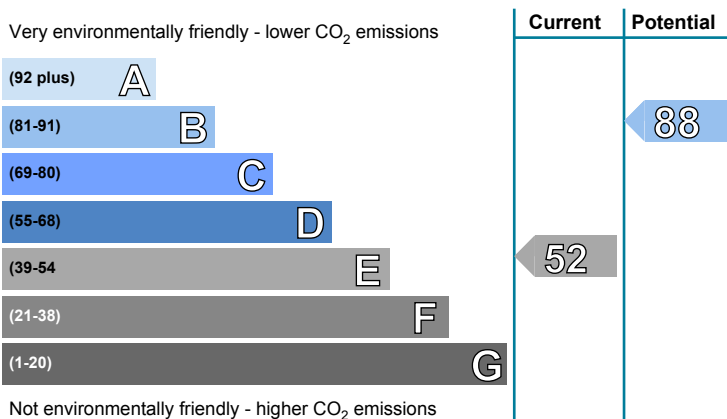 Current Potential
Very environmentally friendly - lower CO2 emissions
(92 plus) A
(81-91) B
88
(69-80) C
(55-68) D
(39-54 E
52
(21-38) F
(1-20) G
Not environmentally friendly - higher CO2 emissions